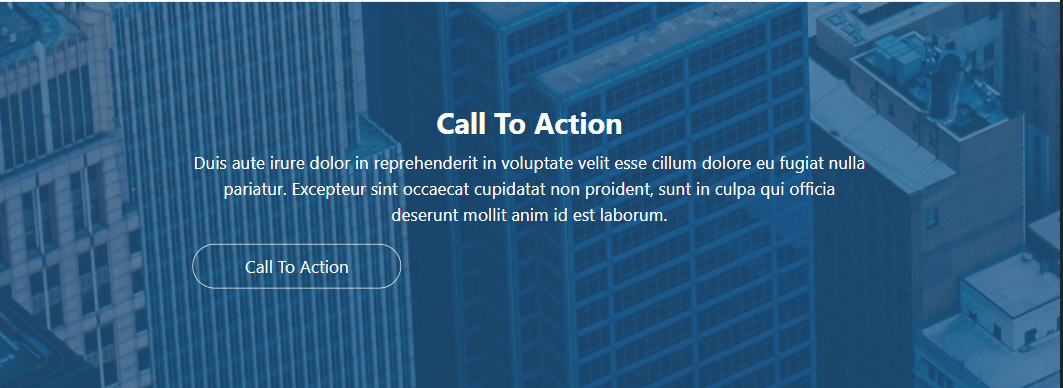 Call To Action
Duis aute irure dolor in reprehenderit in voluptate velit esse cillum dolore eu fugiat nulla
pariatur. Excepteur sint occaecat cupidatat non proident, sunt in culpa qui officia
deserunt mollit anim id est laborum.
Call To Action